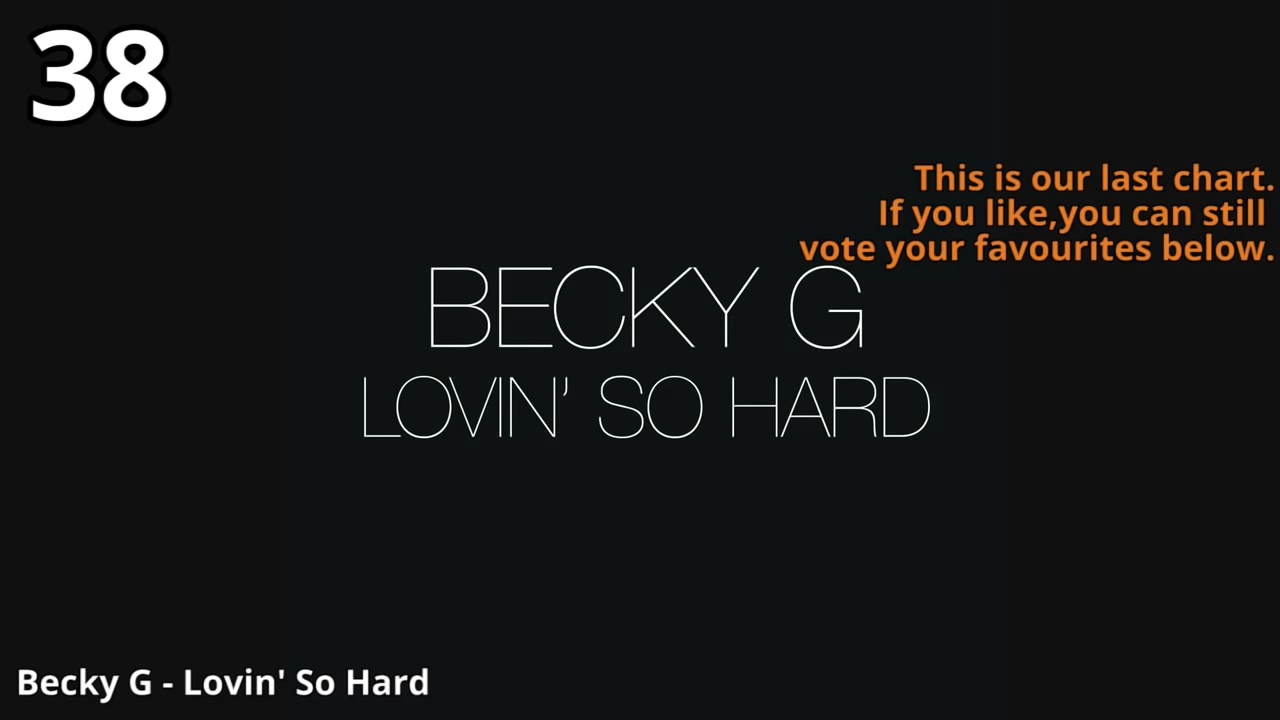 38
This is our last chart.
If you like,you can still
vote your favourites below.
BECKY G
LOVIN' SO HARD
Becky G - Lovin' So Hard